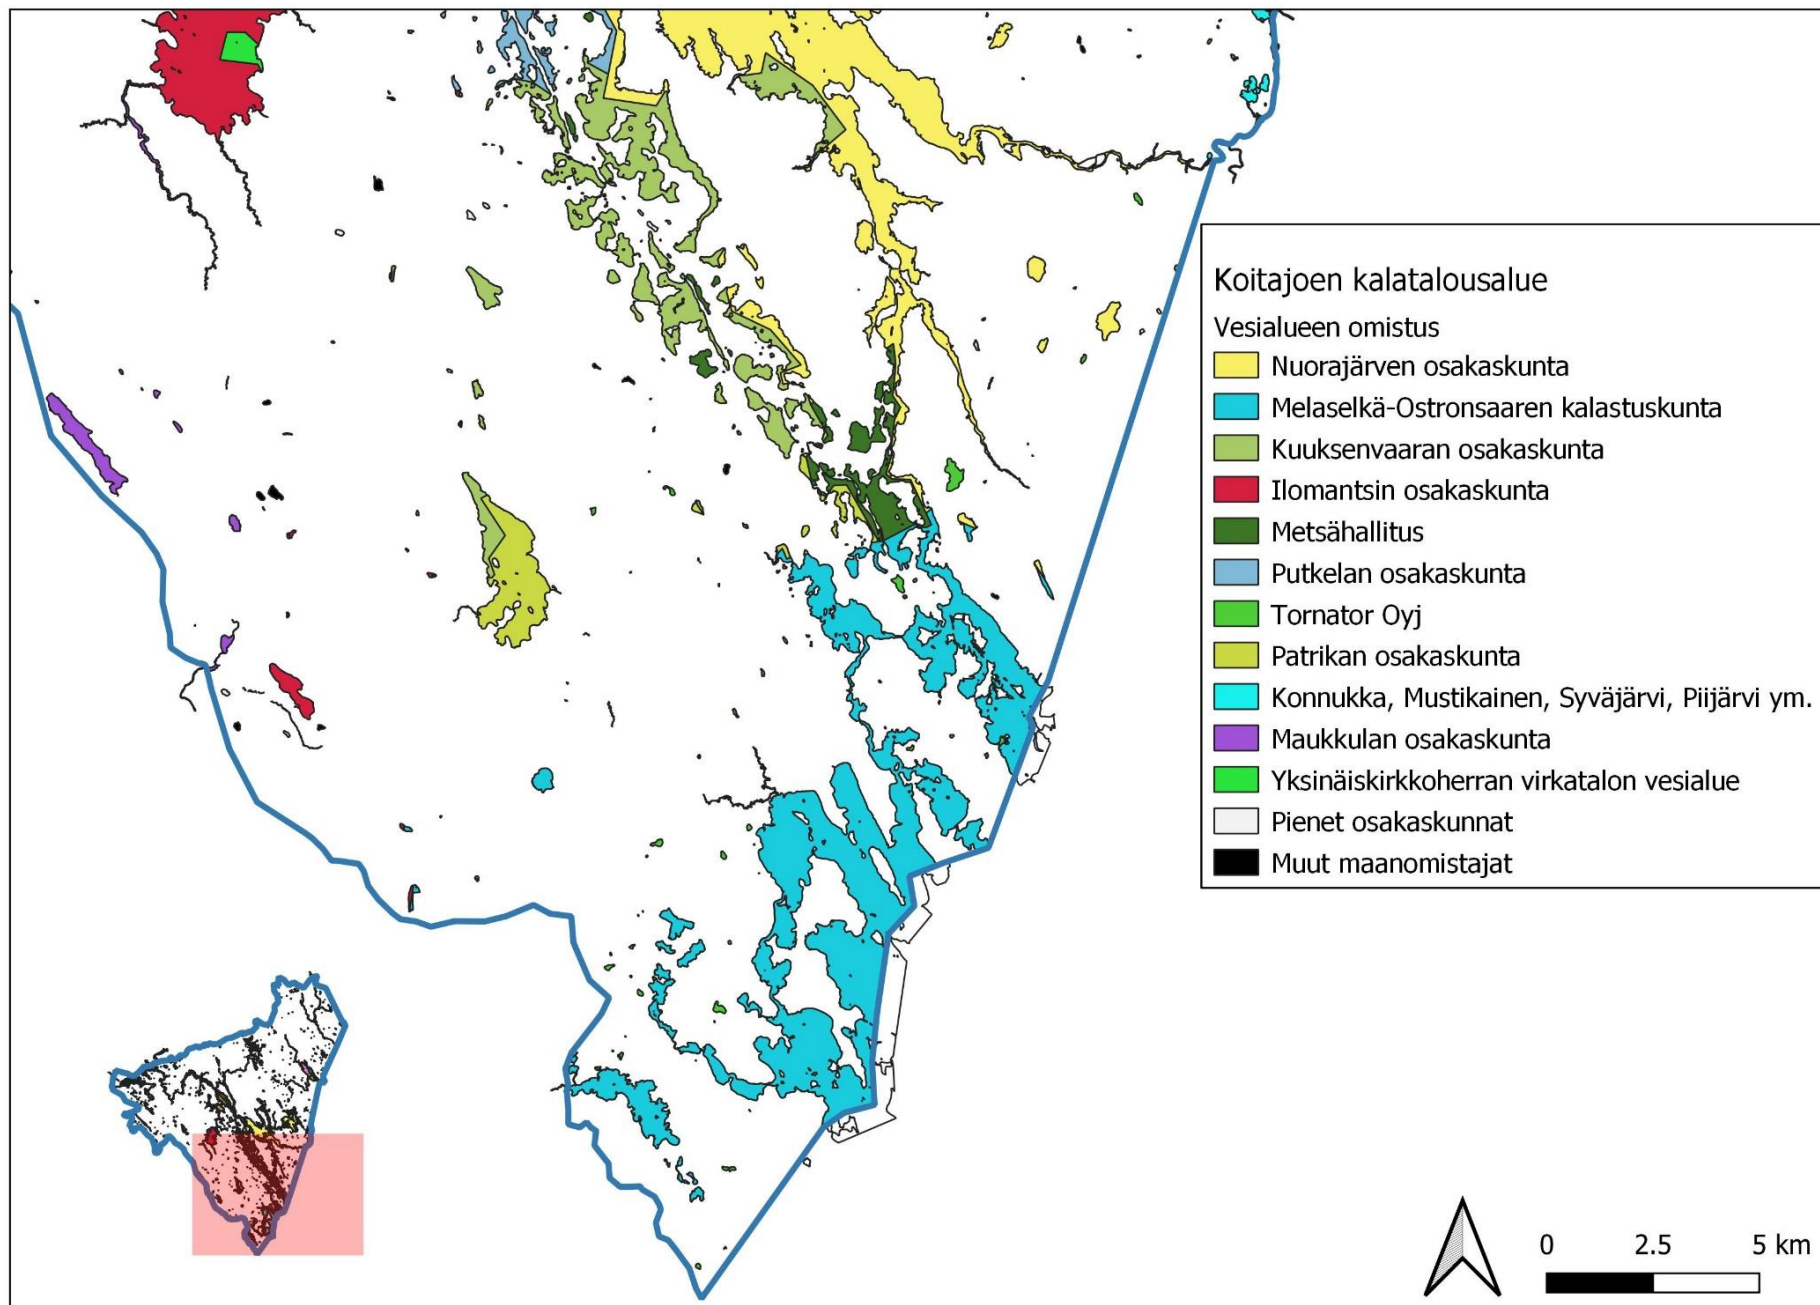 Koitajoen kalatalousalue
Vesialueen omistus
Nuorajärven osakaskunta
Melaselkä-Ostronsaaren kalastuskunta
Kuuksenvaaran osakaskunta
Ilomantsin osakaskunta
Metsähallitus
Putkelan osakaskunta
Tornator Oyj
Patrikan osakaskunta
Konnukka, Mustikainen, Syväjärvi, Piijärvi ym.
Maukkulan osakaskunta
Yksinäiskirkkoherran virkatalon vesialue
Pienet osakaskunnat
Muut maanomistajat
0 2.5 5 km